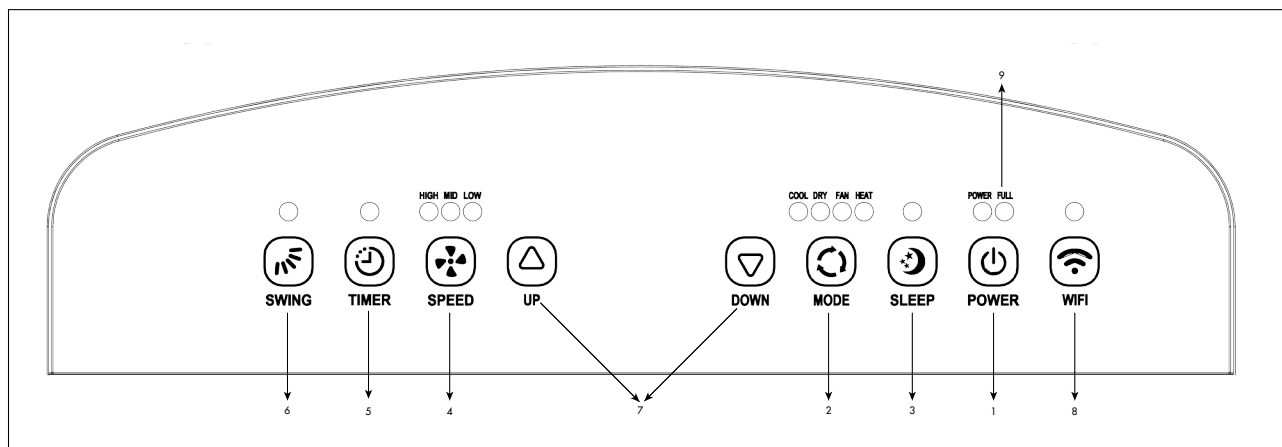 9
HIGH MID LOW COOL DRY FAN HEAT POWER FULL
SWING TIMER SPEED UP DOWN MODE SLEEP POWER WIFI
6 5 4 7 2 3 1 8